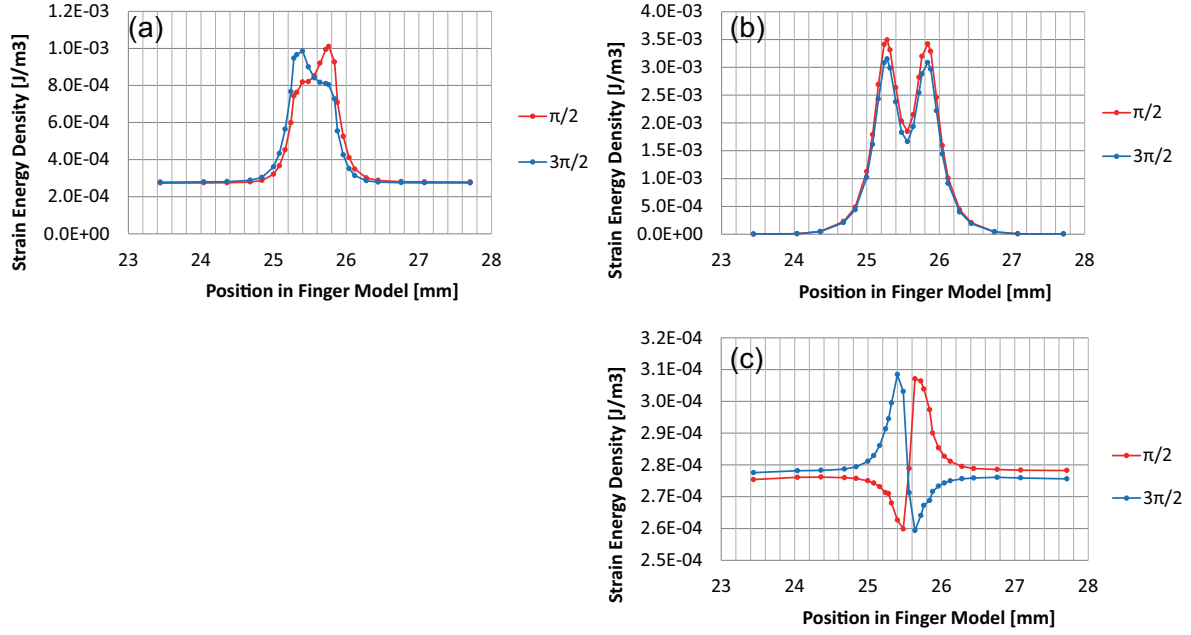 (a)
Strain Energy Density [J/m3]
1.2E-03
1.0E-03
8.0E-04
6.0E-04
4.0E-04
2.0E-04
0.0E+00
23 24 25 26 27 28
Position in Finger Model [mm]
π/2
3π/2
(b)
Strain Energy Density [J/m3]
4.0E-03
3.5E-03
3.0E-03
2.5E-03
2.0E-03
1.5E-03
1.0E-03
5.0E-04
0.0E+00
23 24 25 26 27 28
Position in Finger Model [mm]
π/2
3π/2
(c)
Strain Energy Density [J/m3]
3.2E-04
3.1E-04
3.0E-04
2.9E-04
2.8E-04
2.7E-04
2.6E-04
2.5E-04
23 24 25 26 27 28
Position in Finger Model [mm]
π/2
3π/2